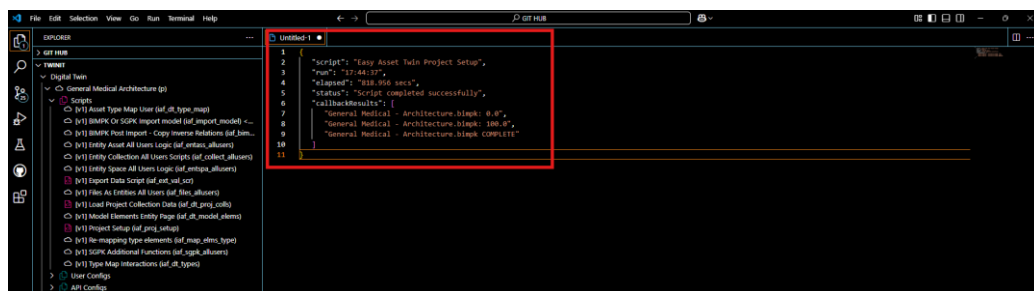 File Edit Selection View Go Run Terminal Help
GIT HUB
EXPLORER
Untitled-1
> GIT HUB
TWINIT
Digital Twin
General Medical Architecture (p)
Scripts
[v1] Asset Type Map User (iaf_dt_type_map)
[v1] BIMPK Or SGPK Import model (iaf_import_model) <...
[v1] BIMPK Post Import - Copy Inverse Relations (iaf_bim...
[v1] Entity Asset All Users Logic (iaf_entass_allusers)
[v1] Entity Collection All Users Scripts (iaf_collect_allusers)
[v1] Entity Space All Users Logic (iaf_entspa_allusers)
[v1] Export Data Script (iaf_ext_val_scr)
[v1] Files As Entities All Users (iaf_files_allusers)
[v1] Load Project Collection Data (iaf_dt_proj_colls)
[v1] Model Elements Entity Page (iaf_dt_model_elems)
[v1] Project Setup (iaf_proj_setup)
[v1] Re-mapping type elements (iaf_map_elms_type)
[v1] SGPK Additional Functions (iaf_sgpk_allusers)
[v1] Type Map Interactions (iaf_dt_types)
> User Configs
> API Configs
1 {
2 "script": "Easy Asset Twin Project Setup",
3 "run": "17:44:37",
4 "elapsed": "818.956 secs",
5 "status": "Script completed successfully",
6 "callbackResults": [
7 "General Medical - Architecture.bimpk: 0.0",
8 "General Medical - Architecture.bimpk: 100.0",
9 "General Medical - Architecture.bimpk COMPLETE"
10 ]
11 }